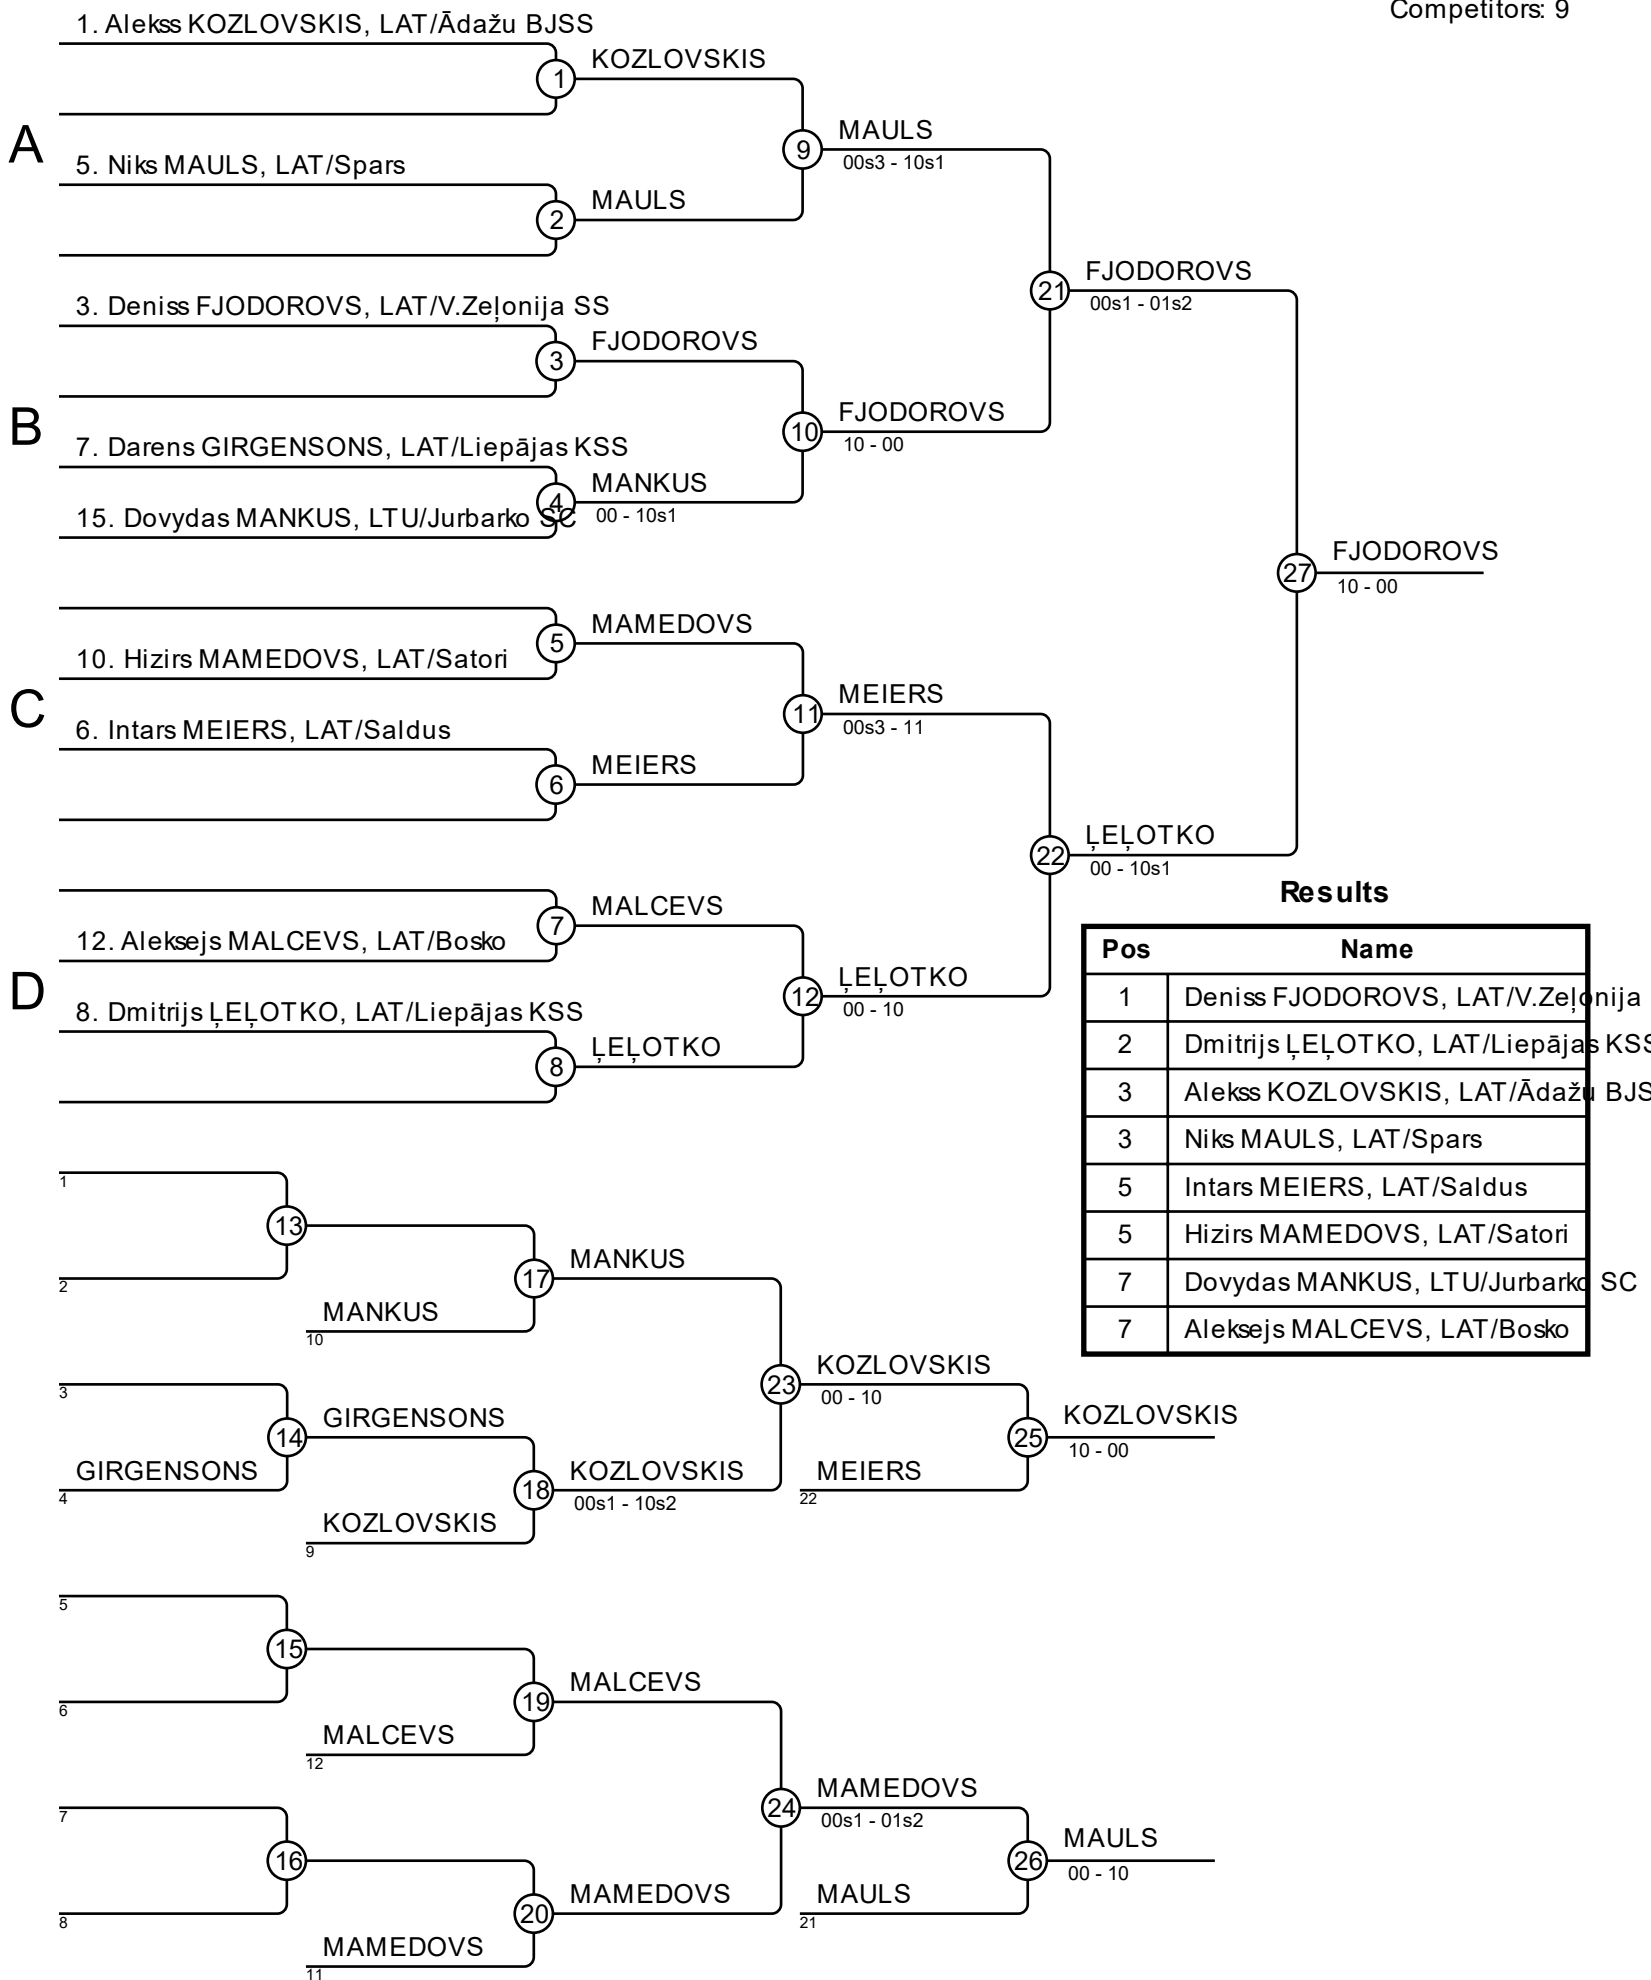 Competitors: 9
1. Alekss KOZLOVSKIS, LAT/Ādažu BJSS
1
KOZLOVSKIS
A
5. Niks MAULS, LAT/Spars
2
MAULS
9
MAULS
00s3 - 10s1
3. Deniss FJODOROVS, LAT/V.Zeļonija SS
3
FJODOROVS
B
7. Darens GIRGENSONS, LAT/Liepājas KSS
15. Dovydas MANKUS, LTU/Jurbarko SC
4
MANKUS
00 - 10s1
10
FJODOROVS
10 - 00
21
FJODOROVS
00s1 - 01s2
5
MAMEDOVS
10. Hizirs MAMEDOVS, LAT/Satori
C
6. Intars MEIERS, LAT/Saldus
6
MEIERS
11
MEIERS
00s3 - 11
7
MALCEVS
12. Aleksejs MALCEVS, LAT/Bosko
D
8. Dmitrijs ĻEĻOTKO, LAT/Liepājas KSS
8
ĻEĻOTKO
12
ĻEĻOTKO
00 - 10
22
ĻEĻOTKO
00 - 10s1
27
FJODOROVS
10 - 00
Results
Pos Name
1 Deniss FJODOROVS, LAT/V.Zeļonija
2 Dmitrijs ĻEĻOTKO, LAT/Liepājas KSS
3 Alekss KOZLOVSKIS, LAT/Ādažu BJS
3 Niks MAULS, LAT/Spars
5 Intars MEIERS, LAT/Saldus
5 Hizirs MAMEDOVS, LAT/Satori
7 Dovydas MANKUS, LTU/Jurbarko SC
7 Aleksejs MALCEVS, LAT/Bosko
1
13
2
17
MANKUS
MANKUS
10
3
14
GIRGENSONS
GIRGENSONS
4
18
KOZLOVSKIS
00s1 - 10s2
KOZLOVSKIS
9
23
KOZLOVSKIS
00 - 10
MEIERS
22
25
KOZLOVSKIS
10 - 00
5
15
6
19
MALCEVS
MALCEVS
12
7
16
8
20
MAMEDOVS
MAMEDOVS
11
24
MAMEDOVS
00s1 - 01s2
MAULS
21
26
MAULS
00 - 10